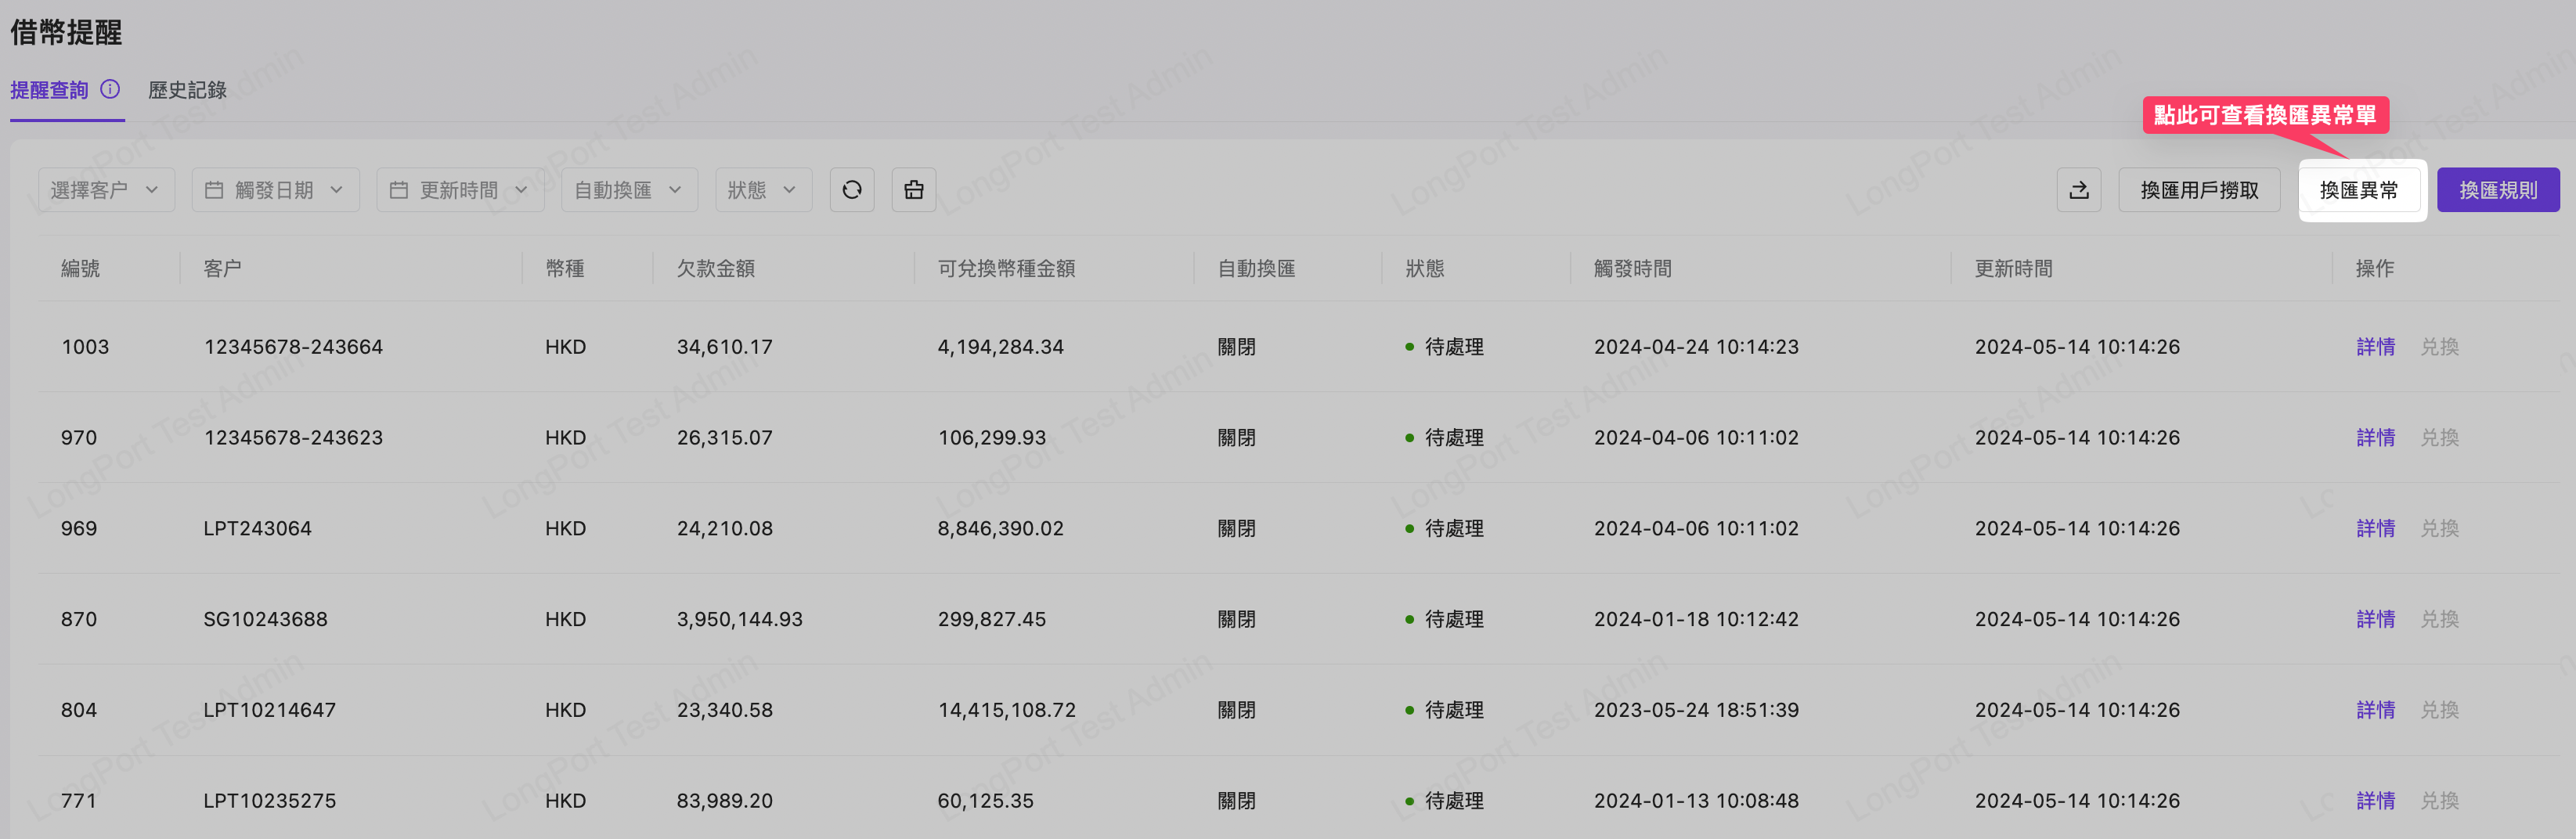 借幣提醒
提醒查詢 歷史記錄
點此可查看換匯異常單
選擇客户 觸發日期 更新時間 自動換匯 狀態 換匯用戶撈取 換匯異常 換匯規則
編號 客户 幣種 欠款金額 可兌換幣種金額 自動換匯 狀態 觸發時間 更新時間 操作
1003 12345678-243664 HKD 34,610.17 4,194,284.34 關閉 待處理 2024-04-24 10:14:23 2024-05-14 10:14:26 詳情 兑換
970 12345678-243623 HKD 26,315.07 106,299.93 關閉 待處理 2024-04-06 10:11:02 2024-05-14 10:14:26 詳情 兑換
969 LPT243064 HKD 24,210.08 8,846,390.02 關閉 待處理 2024-04-06 10:11:02 2024-05-14 10:14:26 詳情 兑換
870 SG10243688 HKD 3,950,144.93 299,827.45 關閉 待處理 2024-01-18 10:12:42 2024-05-14 10:14:26 詳情 兑換
804 LPT10214647 HKD 23,340.58 14,415,108.72 關閉 待處理 2023-05-24 18:51:39 2024-05-14 10:14:26 詳情 兑換
771 LPT10235275 HKD 83,989.20 60,125.35 關閉 待處理 2024-01-13 10:08:48 2024-05-14 10:14:26 詳情 兑換
LongPort Test Admin